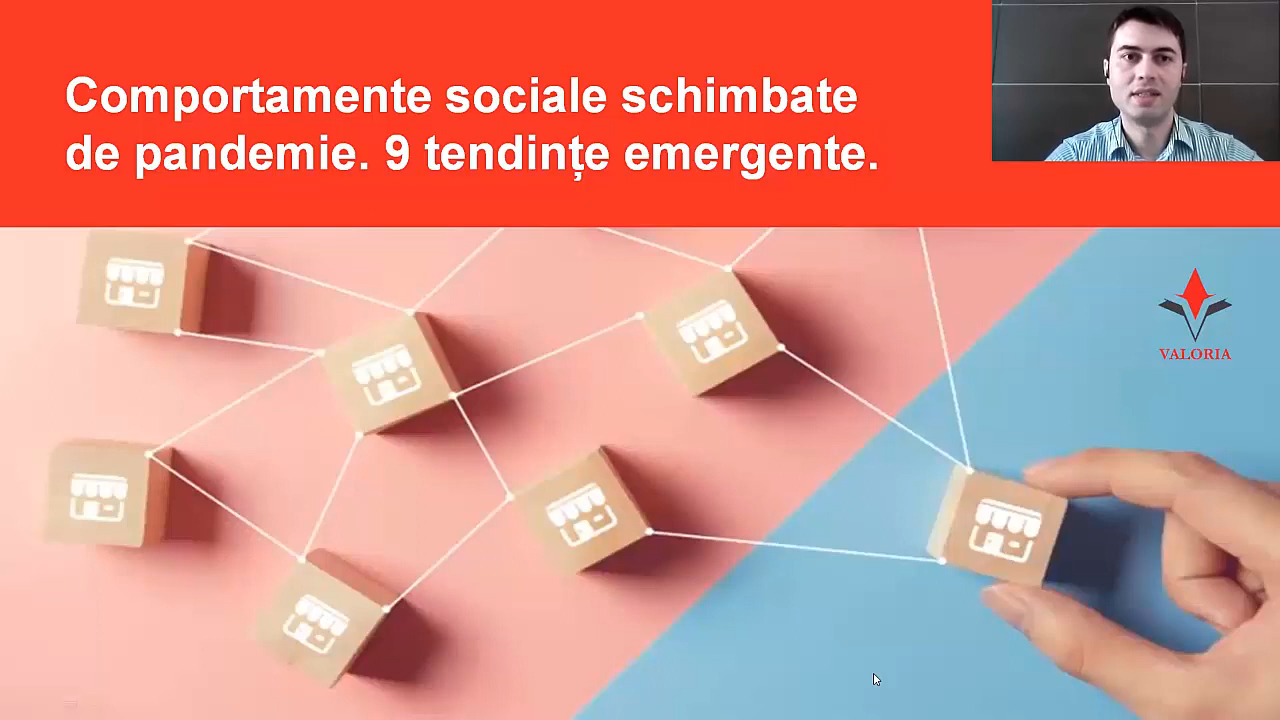 Comportamente sociale schimbate
de pandemie. 9 tendințe emergente.
VALORIA